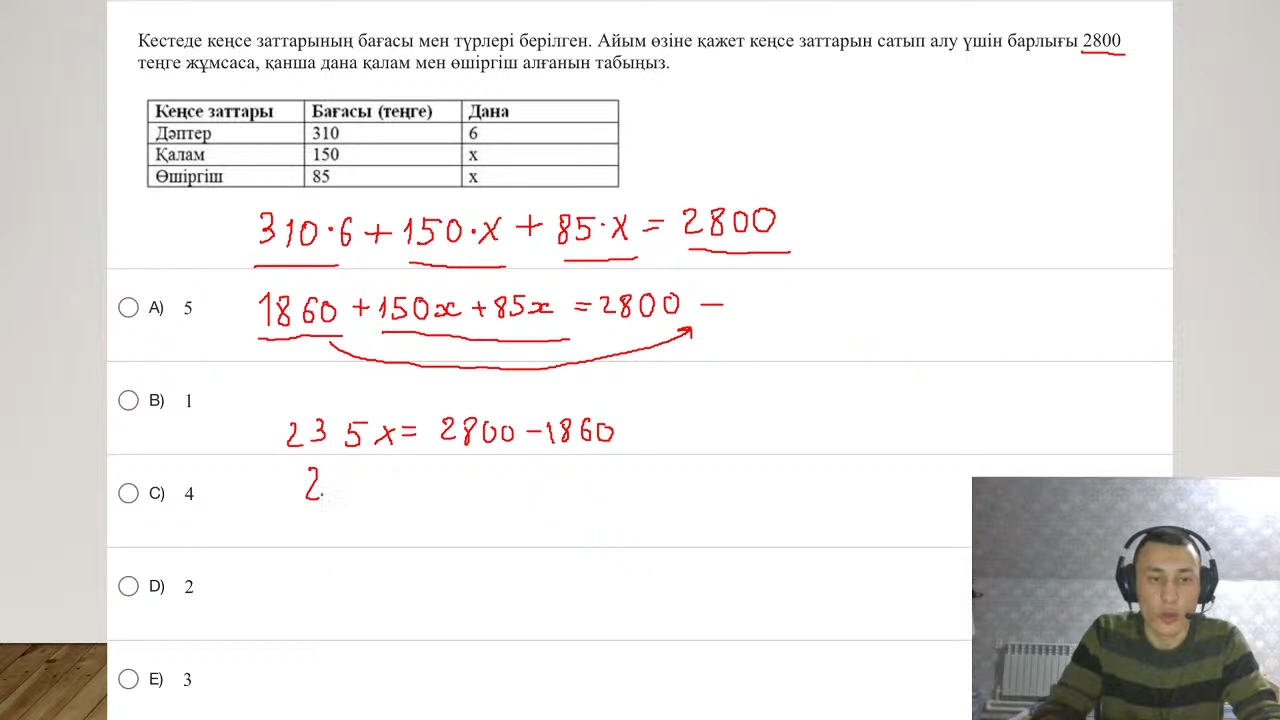 Кестеде кеңсе заттарының бағасы мен түрлері берілген. Айым өзіне қажет кеңсе заттарын сатып алу үшін барлығы 2800
теңге жұмсаса, қанша дана қалам мен өшіргіш алғанын табыңыз.
Кеңсе заттары Бағасы (теңге) Дана
Дәптер 310 6
Қалам 150 х
Өшіргіш 85 х
310·6+150·x+85·x=2800
A) 5
1860+150x+85x=2800−
B) 1
235x=2800−1860
C) 4
2
D) 2
E) 3